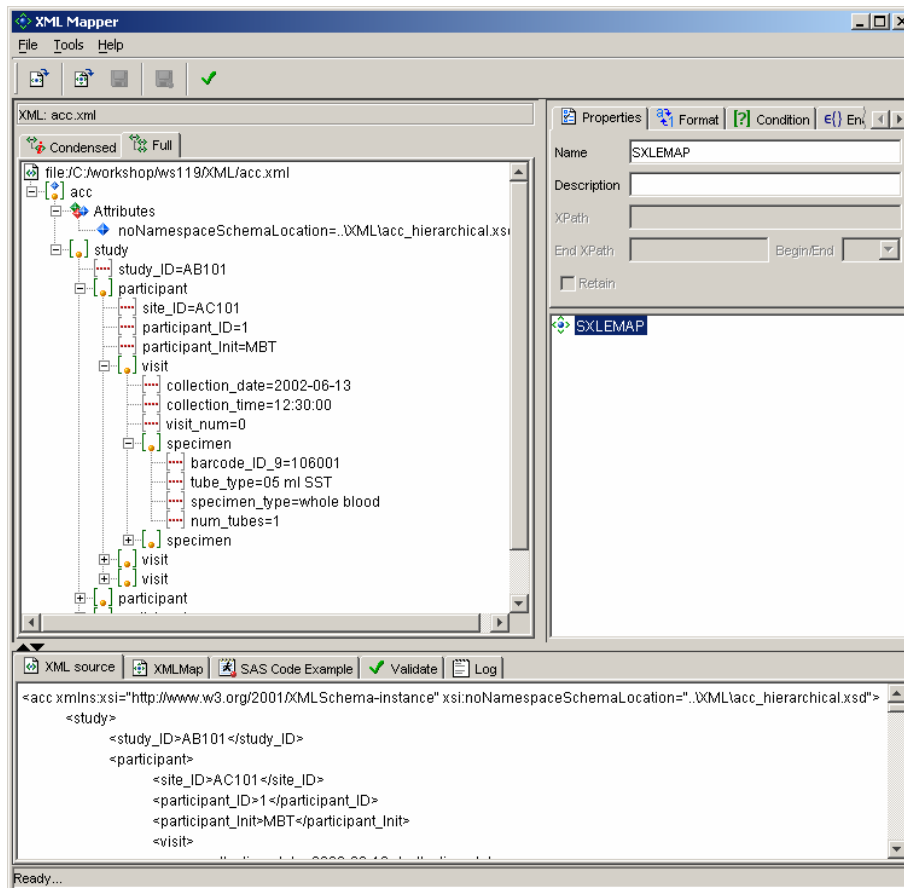 XML Mapper
File Tools Help
XML: acc.xml
Condensed Full
file:/C:/workshop/ws119/XML/acc.xml
acc
Attributes
noNamespaceSchemaLocation=..\XML\acc_hierarchical.xs
study
study_ID=AB101
participant
site_ID=AC101
participant_ID=1
participant_Init=MBT
visit
collection_date=2002-06-13
collection_time=12:30:00
visit_num=0
specimen
barcode_ID_9=106001
tube_type=05 ml SST
specimen_type=whole blood
num_tubes=1
specimen
visit
visit
participant
Properties Format [?] Condition €{} En
Name SXLEMAP
Description
XPath
End XPath Begin/End
Retain
SXLEMAP
XML source XMLMap SAS Code Example Validate Log
<acc xmlns:xsi="http://www.w3.org/2001/XMLSchema-instance" xsi:noNamespaceSchemaLocation="..\XML\acc_hierarchical.xsd">
<study>
<study_ID>AB101</study_ID>
<participant>
<site_ID>AC101</site_ID>
<participant_ID>1</participant_ID>
<participant_Init>MBT</participant_Init>
<visit>
Ready...